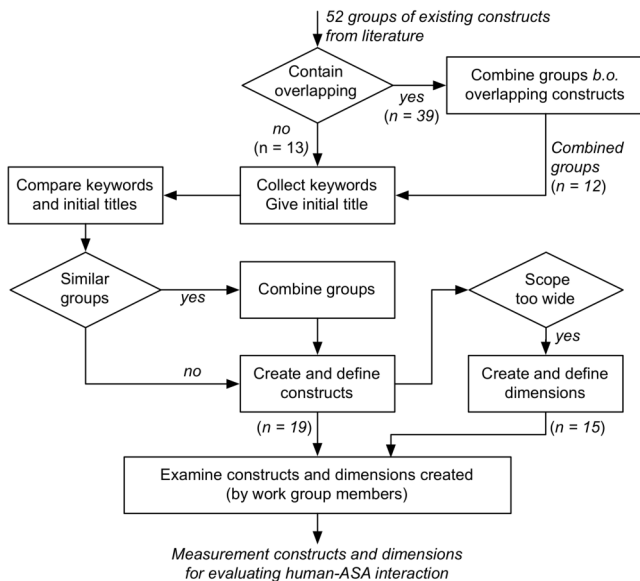 52 groups of existing constructs
from literature
Contain
overlapping
yes
(n = 39)
Combine groups b.o.
overlapping constructs
no
(n = 13)
Combined
groups
(n = 12)
Collect keywords
Give initial title
Compare keywords
and initial titles
Similar
groups
yes
Combine groups
Scope
too wide
yes
no
Create and define
constructs
Create and define
dimensions
(n = 19)
(n = 15)
Examine constructs and dimensions created
(by work group members)
Measurement constructs and dimensions
for evaluating human-ASA interaction